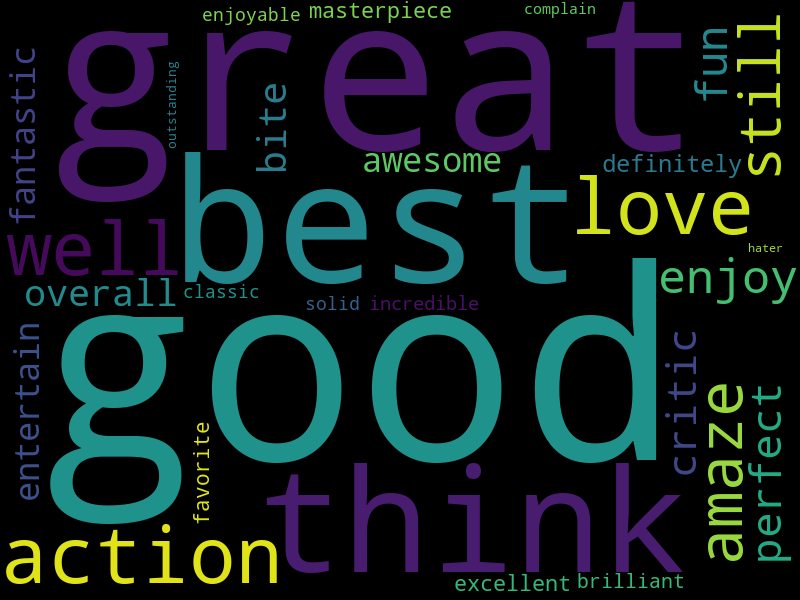 enjoyable masterpiece complain
great
fun
still
fantastic
outstanding
bite
awesome
definitely
best
love
well
hater
enjoy
overall classic
solid incredible
good
entertain
critic
amaze
perfect
favorite
think
action
excellent brilliant